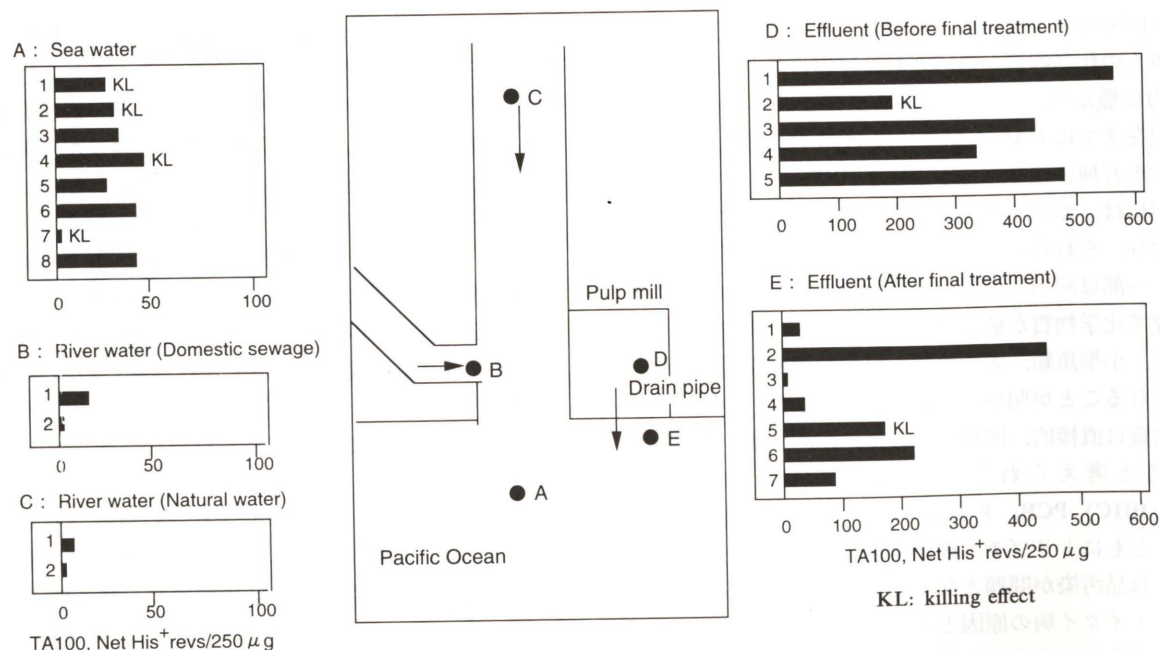 A : Sea water
1 KL
2 KL
3
4 KL
5
6
7 KL
8
0 50 100
B : River water (Domestic sewage)
1
2
0 50 100
C : River water (Natural water)
1
2
0 50 100
TA100, Net His+revs/250 μg
C
Pulp mill
B
D
Drain pipe
E
A
Pacific Ocean
D : Effluent (Before final treatment)
1
2 KL
3
4
5
0 100 200 300 400 500 600
E : Effluent (After final treatment)
1
2
3
4
5 KL
6
7
0 100 200 300 400 500 600
TA100, Net His+revs/250 μg
KL: killing effect